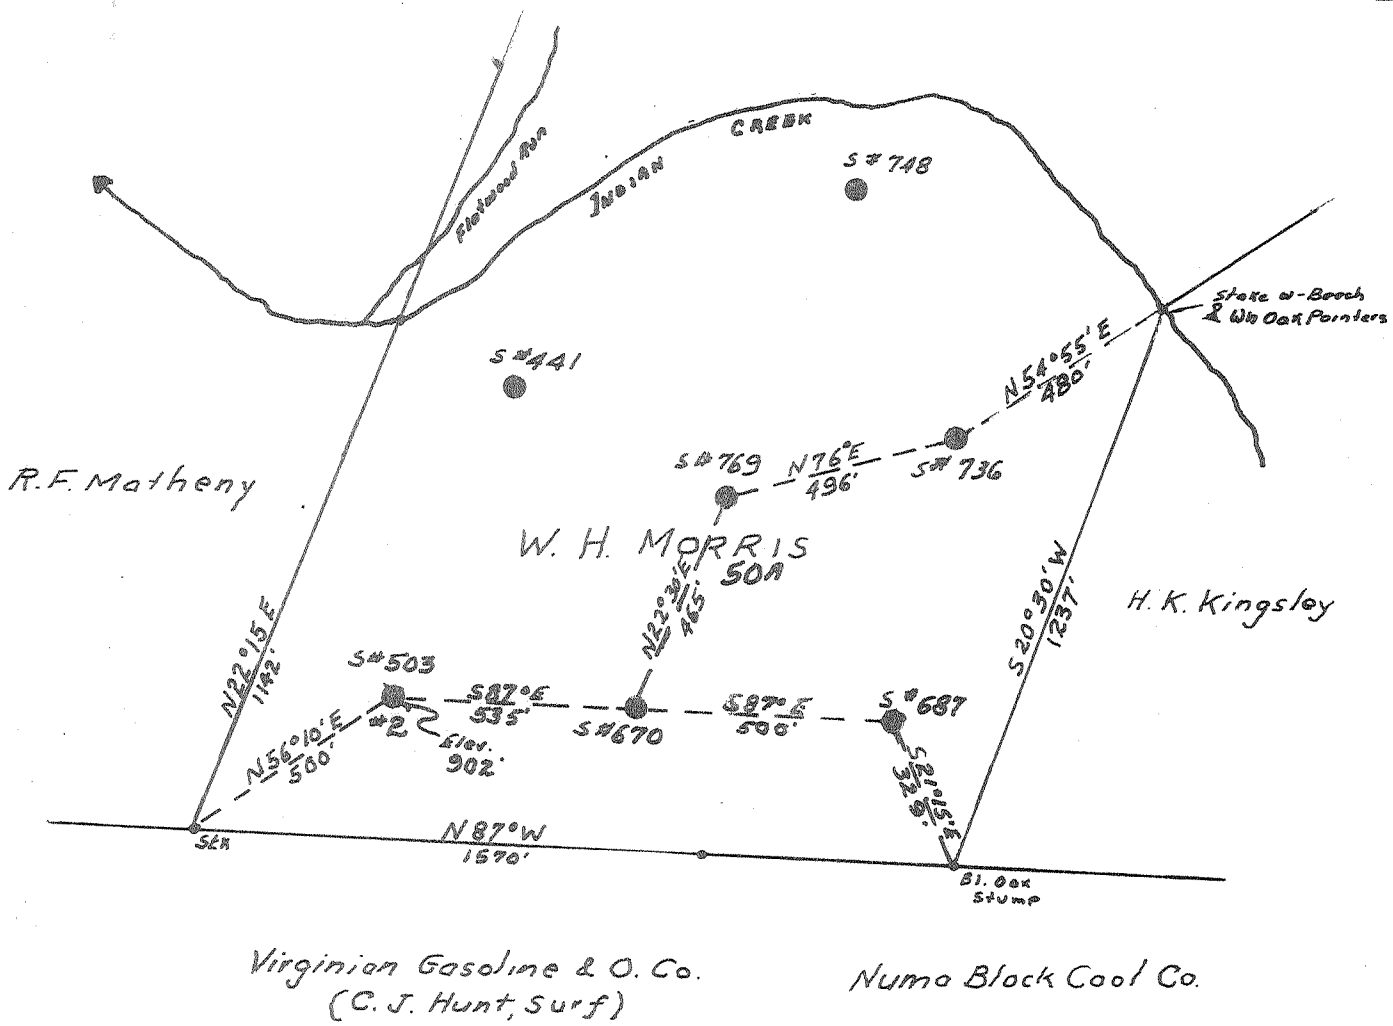 CREEK
S#748
Flatwood Run
INDIAN
Stake w-Beech
& Wh Oak Pointers
S#441
N54°55'E
480'
S#769
N76°E
496'
S#736
R.F. Matheny
W. H. MORRIS
50A
N22°30'E
465'
S20°30'W
1237'
H. K. Kingsley
N22°15E
1142'
S#503
#2
Elev.
902'
S87°E
535'
S#670
S87°E
500'
S#687
N56°10'E
500'
S21°15'E
329'
Stk
N87°W
1570'
Bl. Oak
Stump
Virginian Gasoline & O. Co.
(C. J. Hunt, Surf)
Numa Block Coal Co.